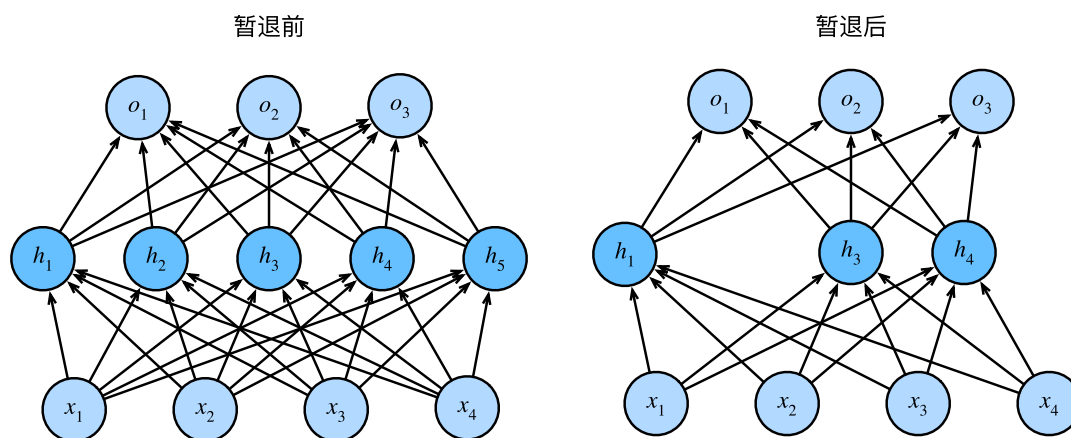 暂退前
暂退后
o₁ o₂ o₃
o₁ o₂ o₃
h₁ h₂ h₃ h₄ h₅
h₁ h₃ h₄
x₁ x₂ x₃ x₄
x₁ x₂ x₃ x₄